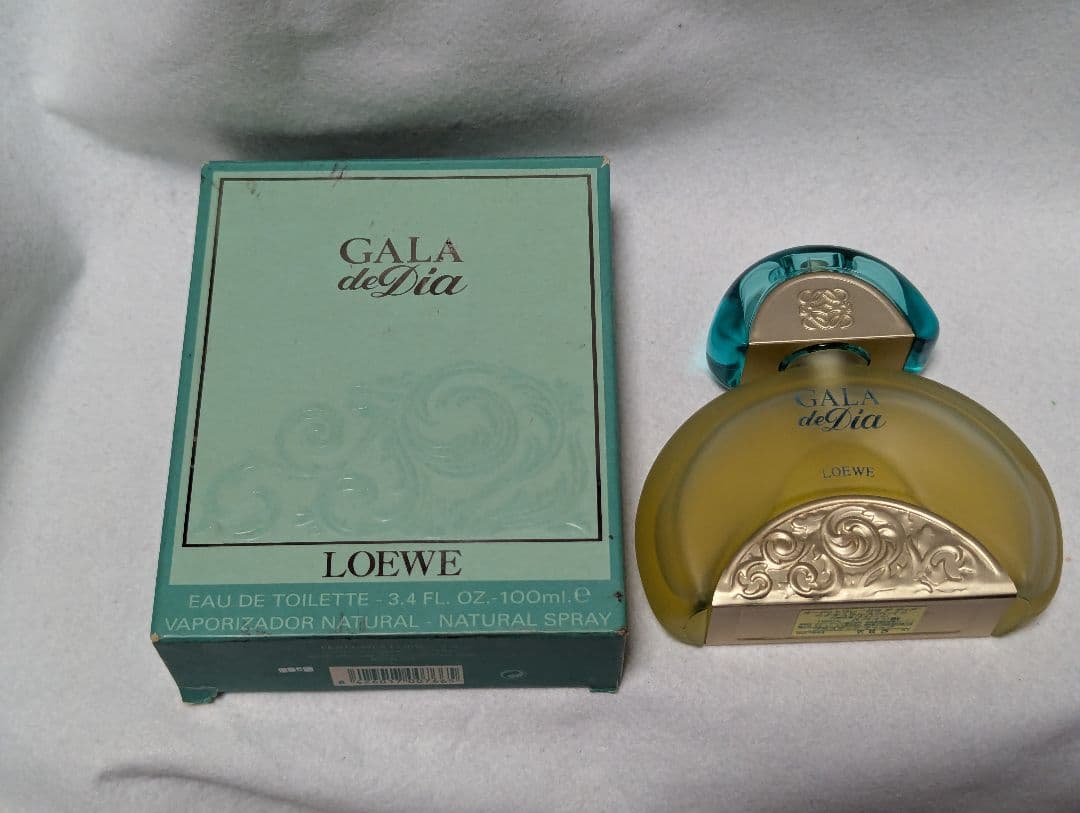 GALA
de Dia
LOEWE
EAU DE TOILETTE - 3.4 FL. OZ.-100ml.℮
VAPORIZADOR NATURAL - NATURAL SPRAY
GALA
de Dia
LOEWE